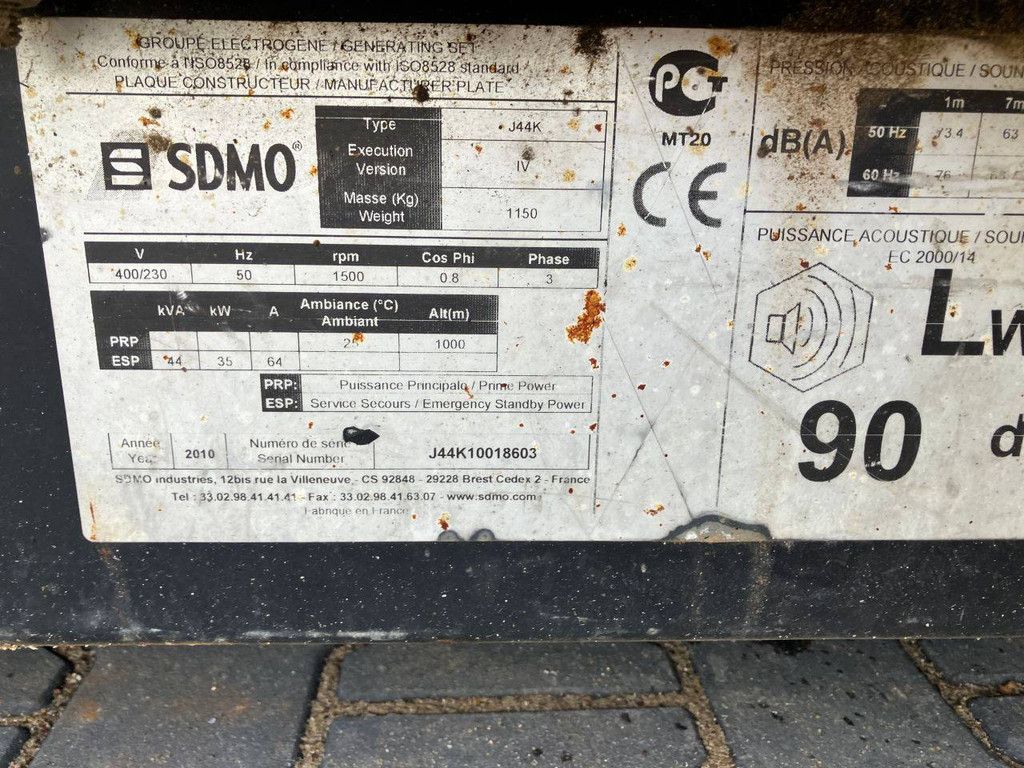 GROUPE ELECTROGENE / GENERATING SET
Conforme à l'ISO8528 / In compliance with ISO8528 standard
PLAQUE CONSTRUCTEUR / MANUFACTURER PLATE
SDMO®
Type J44K
Execution Version IV
Masse (Kg) Weight 1150
V Hz rpm Cos Phi Phase
400/230 50 1500 0.8 3
kVA kW A Ambiance (°C) Ambiant Alt(m)
PRP 25 1000
ESP 44 35 64
PRP: Puissance Principale / Prime Power
ESP: Service Secours / Emergency Standby Power
Année Year 2010 Numéro de série Serial Number J44K10018603
SDMO industries, 12bis rue la Villeneuve - CS 92848 - 29228 Brest Cedex 2 - France
Tel : 33.02.98.41.41.41 - Fax : 33.02.98.41.63.07 - www.sdmo.com
Fabriqué en France
PCT
MT20
CE
PRESSION ACOUSTIQUE / SOUN
1m 7m
dB(A)
50 Hz 73.4 63
60 Hz 76
PUISSANCE ACOUSTIQUE / SOU
EC 2000/14
Lw
90 d